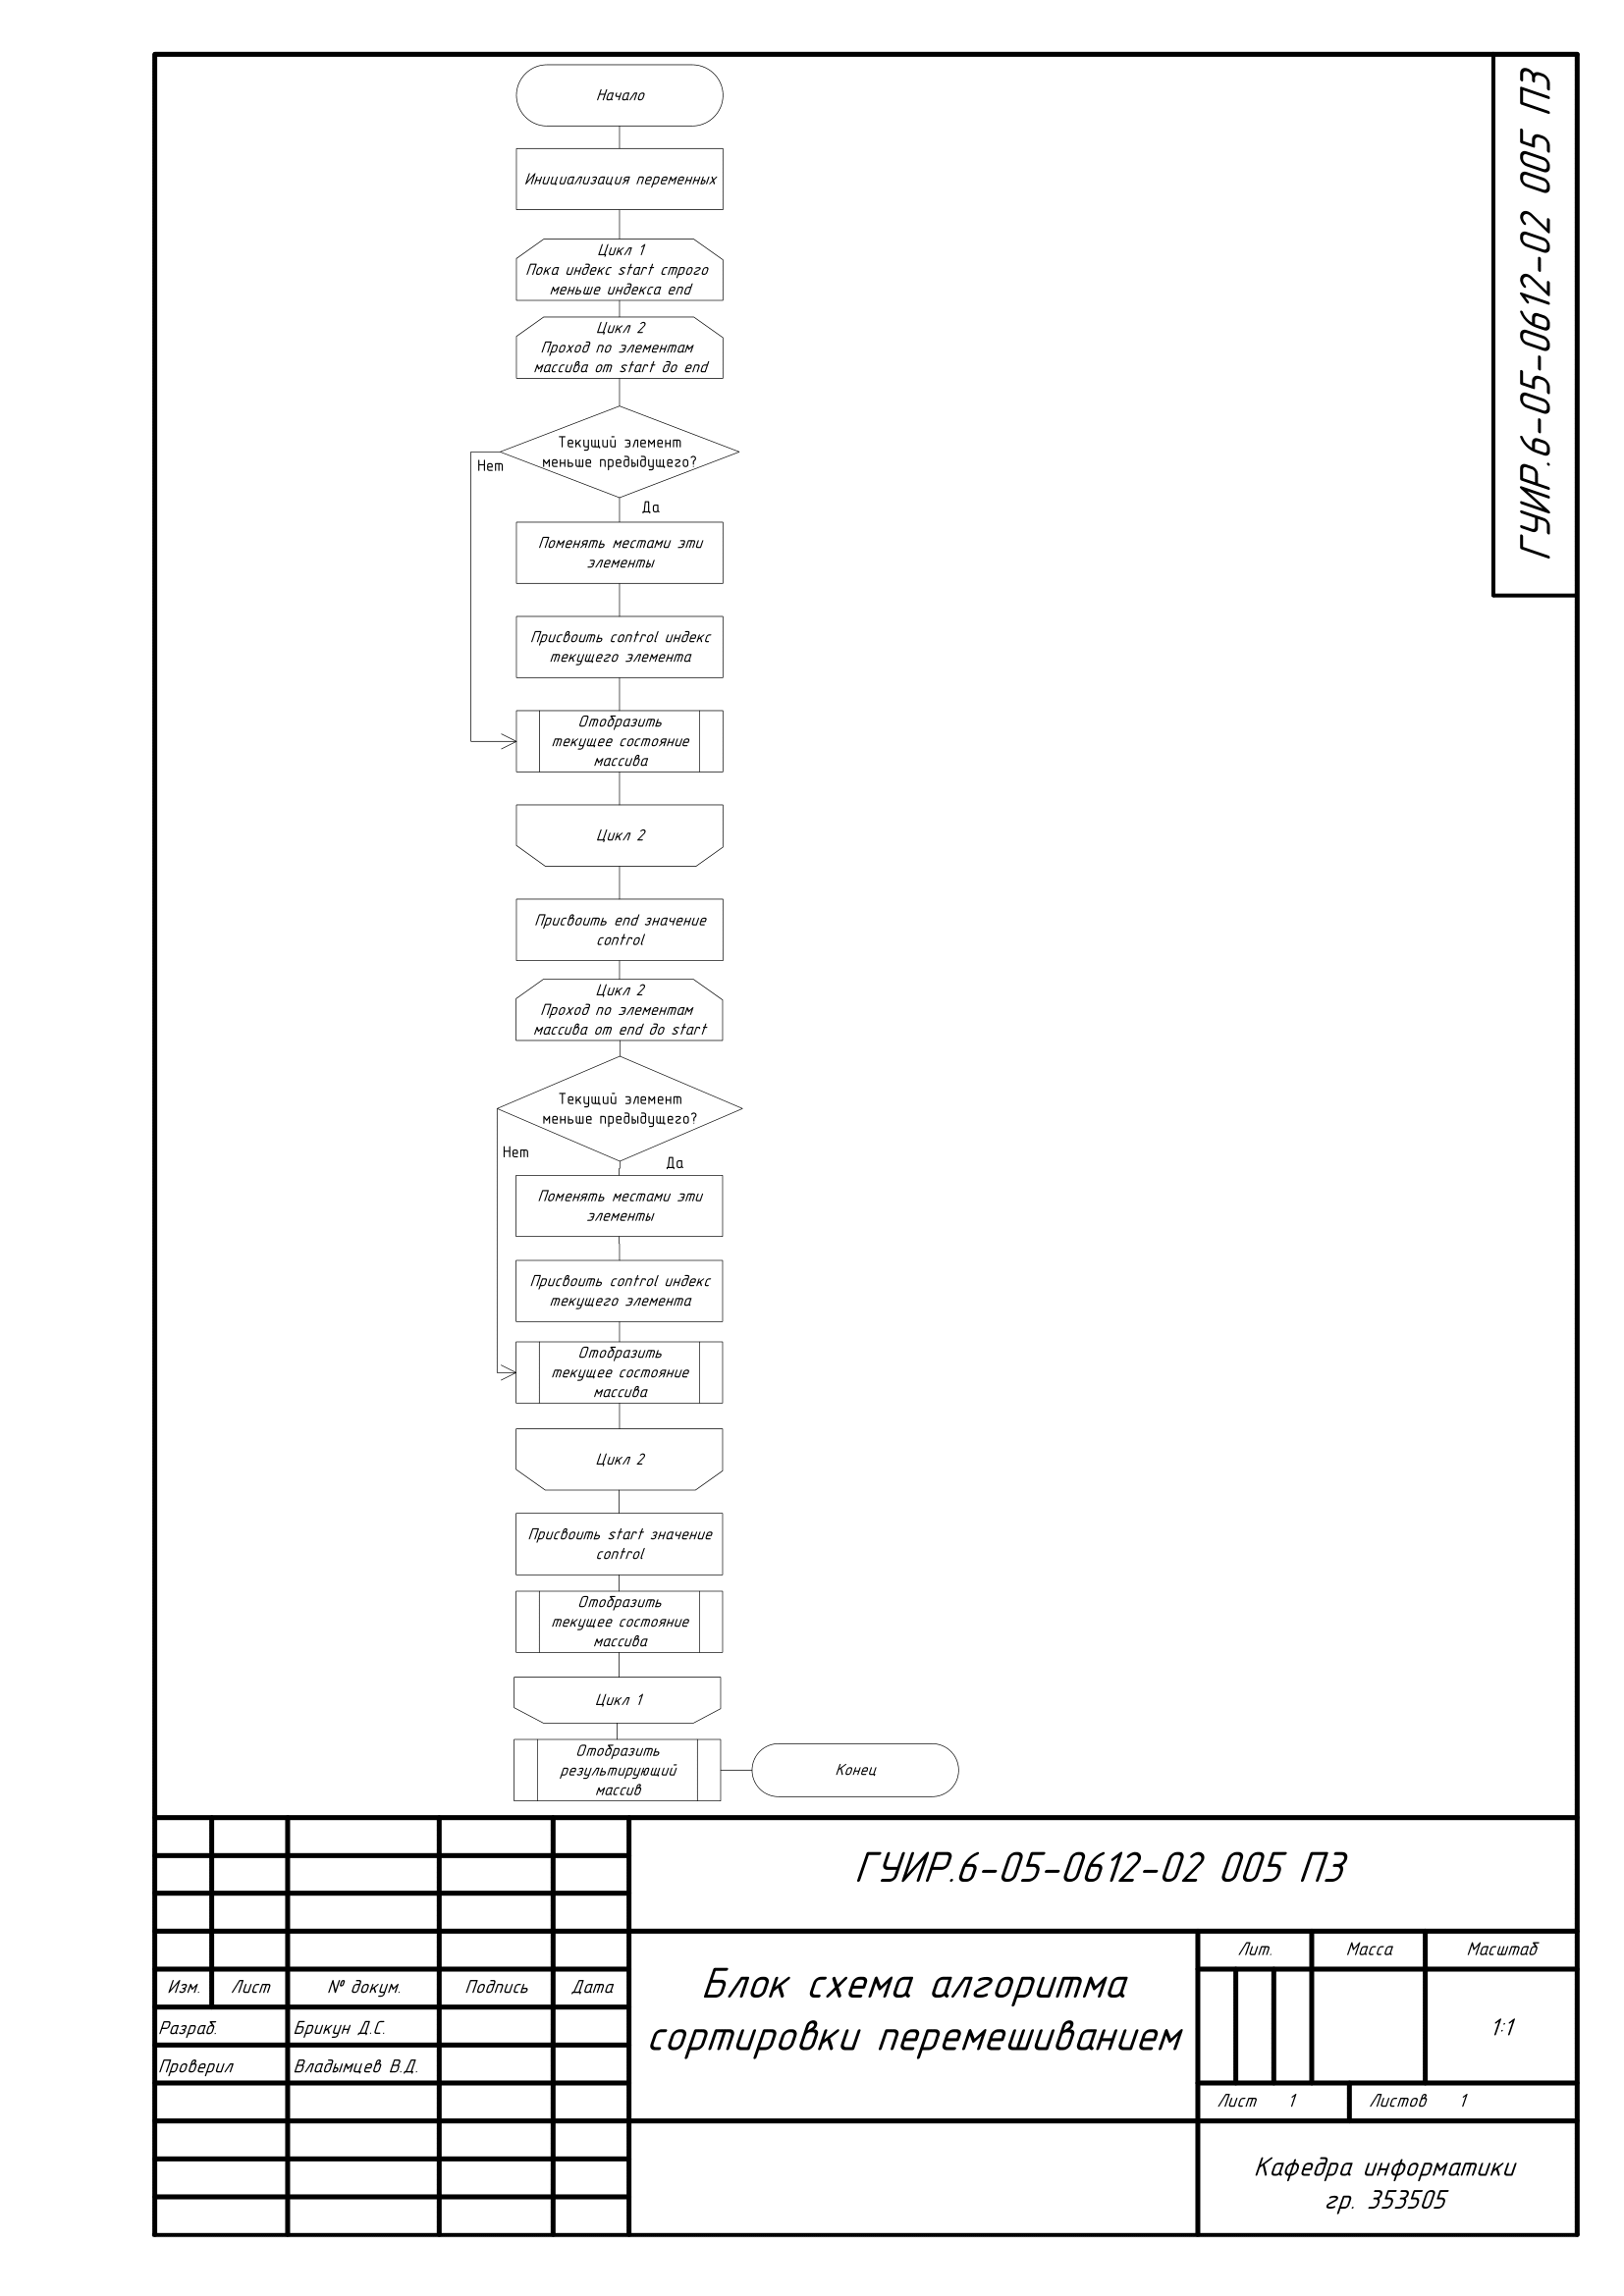 Начало
Инициализация переменных
Цикл 1
Пока индекс start строго
меньше индекса end
Цикл 2
Проход по элементам
массива от start до end
Текущий элемент
меньше предыдущего?
Нет
Да
Поменять местами эти
элементы
Присвоить control индекс
текущего элемента
Отобразить
текущее состояние
массива
Цикл 2
Присвоить end значение
control
Цикл 2
Проход по элементам
массива от end до start
Текущий элемент
меньше предыдущего?
Нет
Да
Поменять местами эти
элементы
Присвоить control индекс
текущего элемента
Отобразить
текущее состояние
массива
Цикл 2
Присвоить start значение
control
Отобразить
текущее состояние
массива
Цикл 1
Отобразить
результирующий
массив
Конец
ГУИР.6-05-0612-02 005 ПЗ
ГУИР.6-05-0612-02 005 ПЗ
Изм. Лист № докум. Подпись Дата
Разраб. Брикун Д.С.
Проверил Владымцев В.Д.
Блок схема алгоритма
сортировки перемешиванием
Лит. Масса Масштаб
1:1
Лист 1 Листов 1
Кафедра информатики
гр. 353505